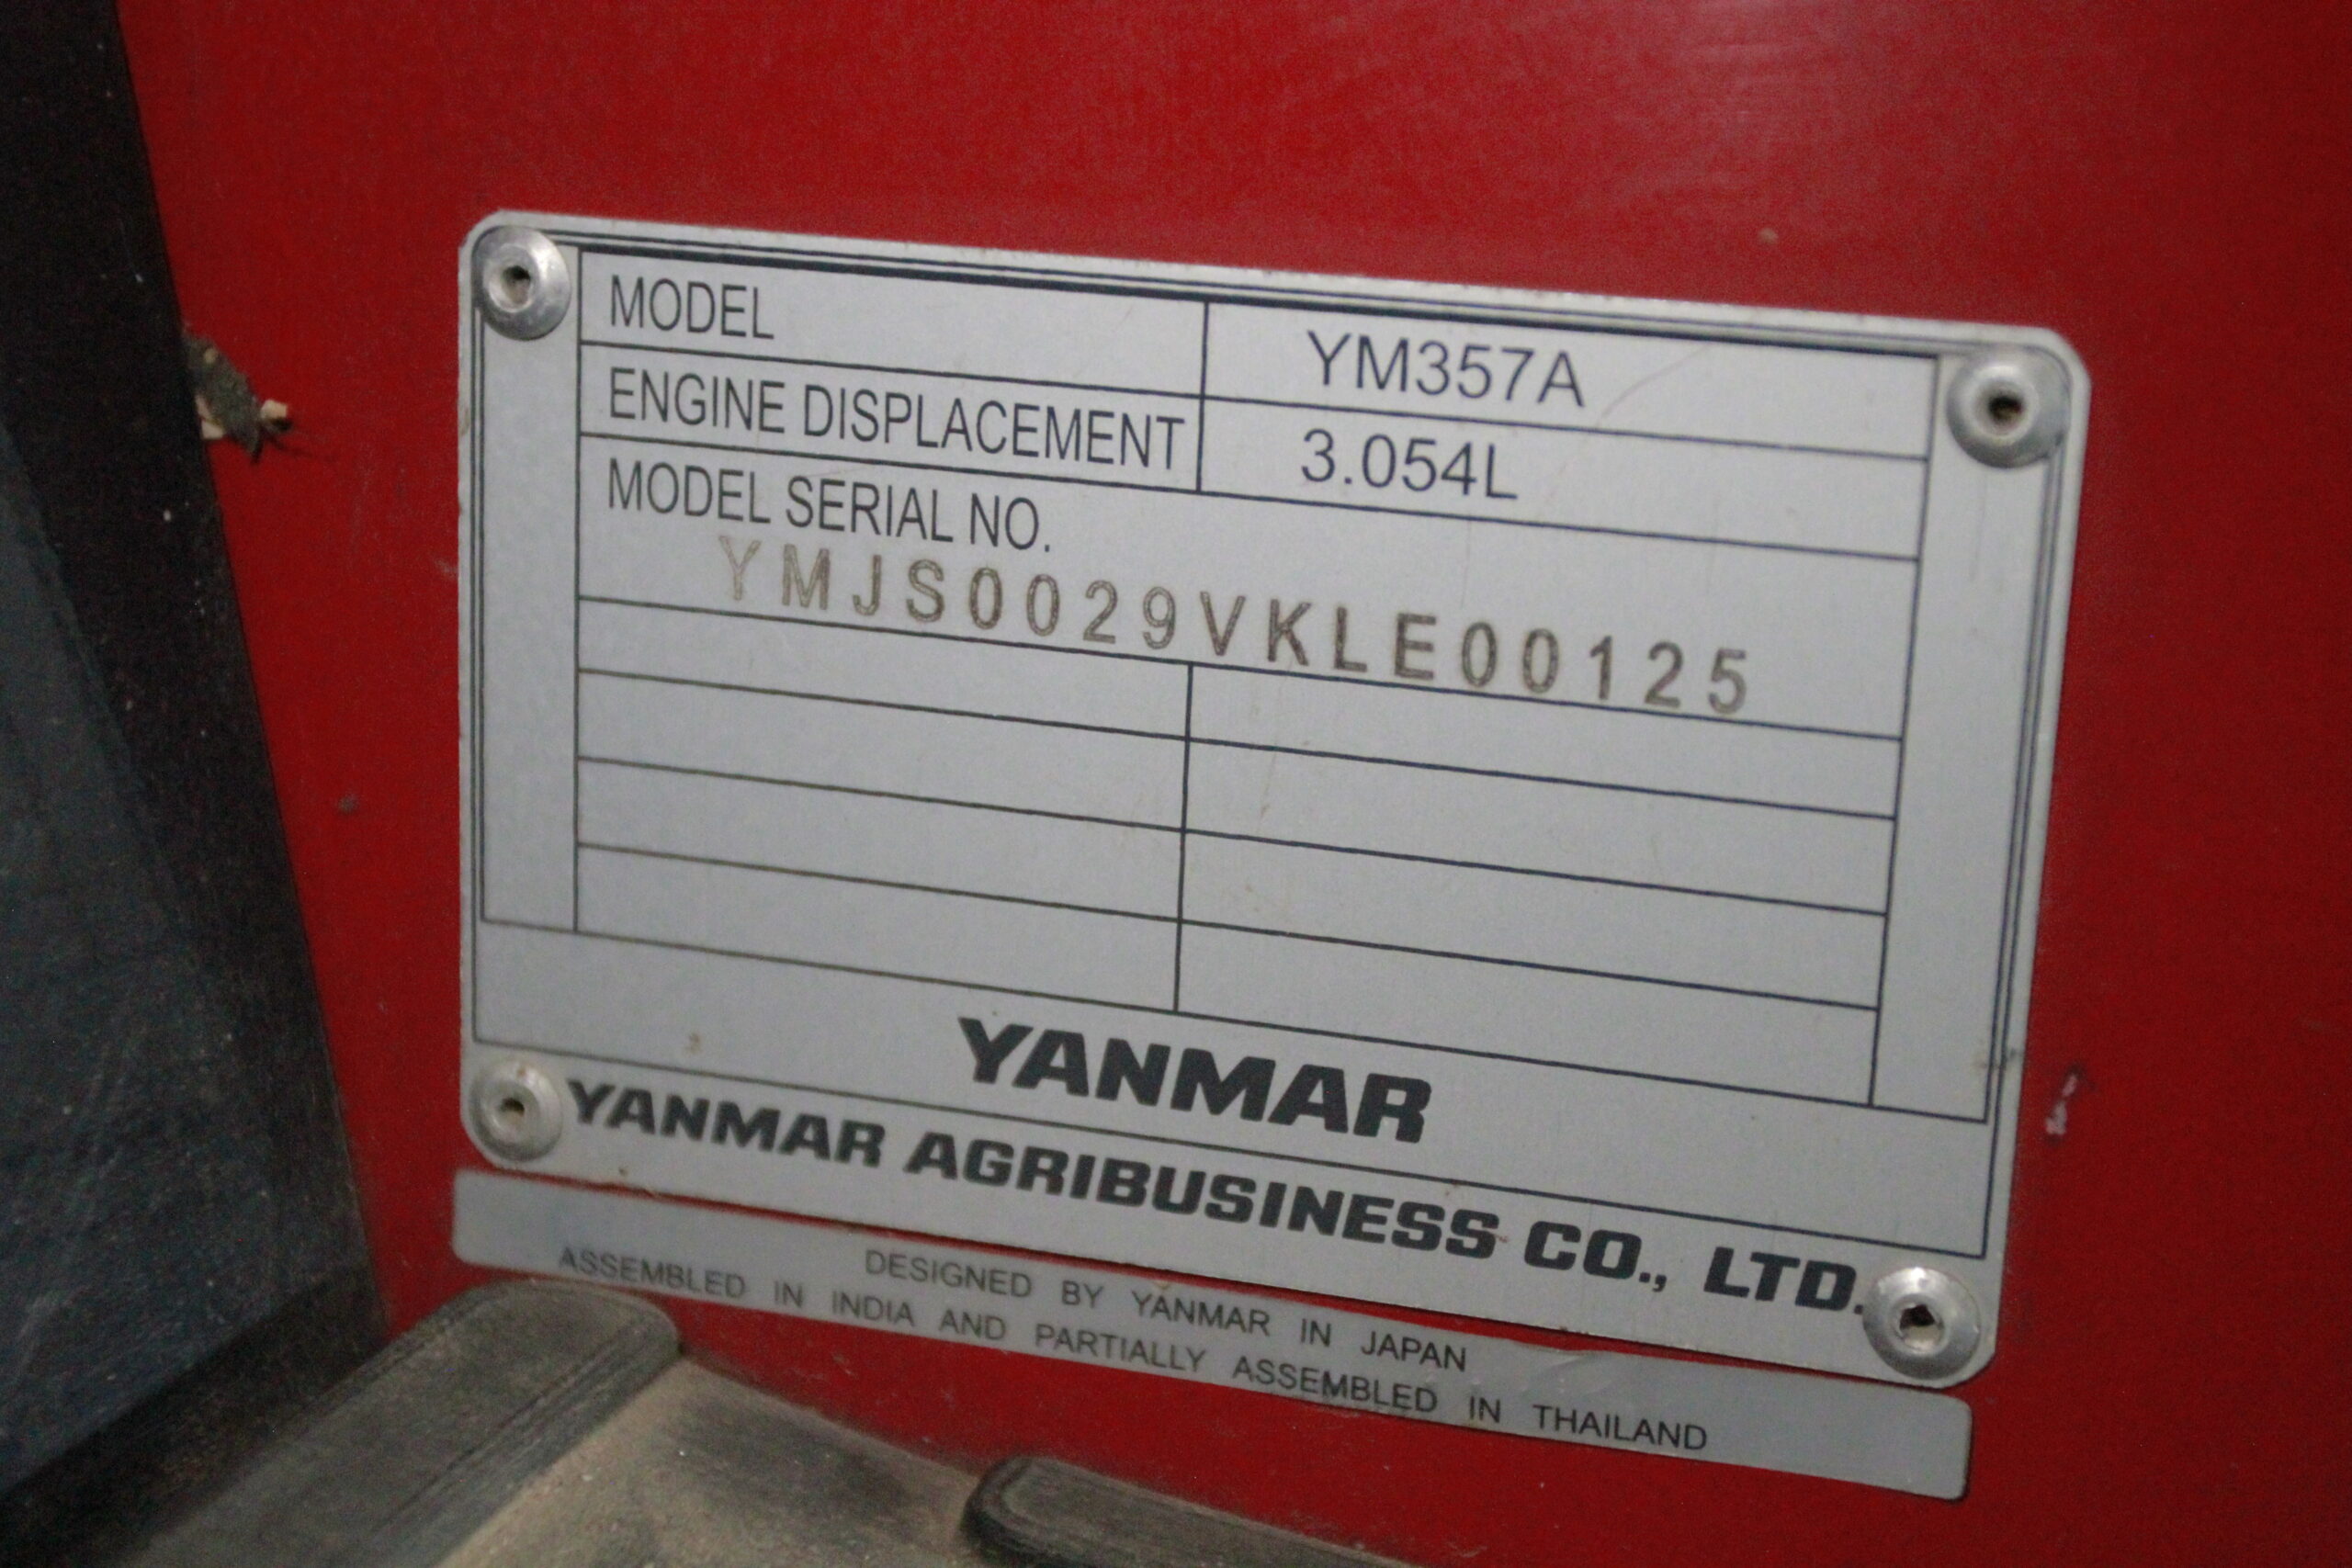 MODEL YM357A
ENGINE DISPLACEMENT 3.054L
MODEL SERIAL NO.
YMJS0029VKLE00125
YANMAR
YANMAR AGRIBUSINESS CO., LTD.
DESIGNED BY YANMAR IN JAPAN
ASSEMBLED IN INDIA AND PARTIALLY ASSEMBLED IN THAILAND